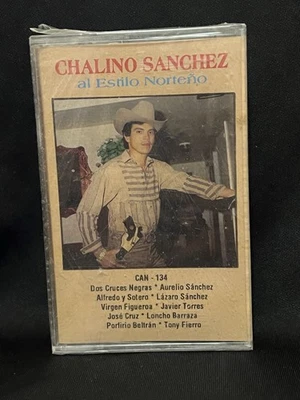 CHALINO SANCHEZ
al Estilo Norteño
CAN - 134
Dos Cruces Negras * Aurelio Sánchez
Alfredo y Sotero * Lázaro Sánchez
Virgen Figueroa * Javier Torres
José Cruz * Loncho Barraza
Porfirio Beltrán * Tony Fierro